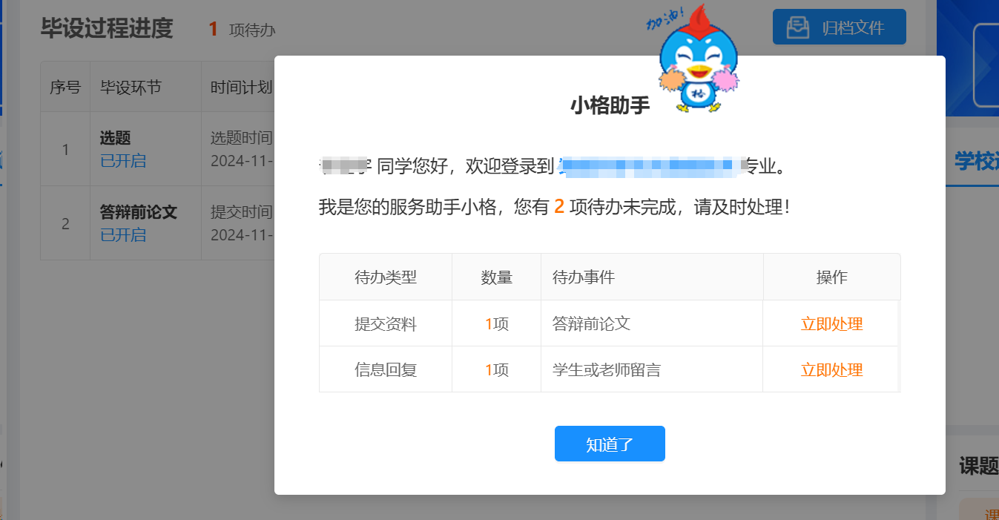 毕设过程进度 1 项待办
归档文件
加油!
小格助手
序号 毕设环节 时间计划
1 选题 选题时间
已开启 2024-11-
2 答辩前论文 提交时间
已开启 2024-11-
同学您好，欢迎登录到 专业。
我是您的服务助手小格，您有 2 项待办未完成，请及时处理！
待办类型 数量 待办事件 操作
提交资料 1项 答辩前论文 立即处理
信息回复 1项 学生或老师留言 立即处理
知道了
学校
课题
课